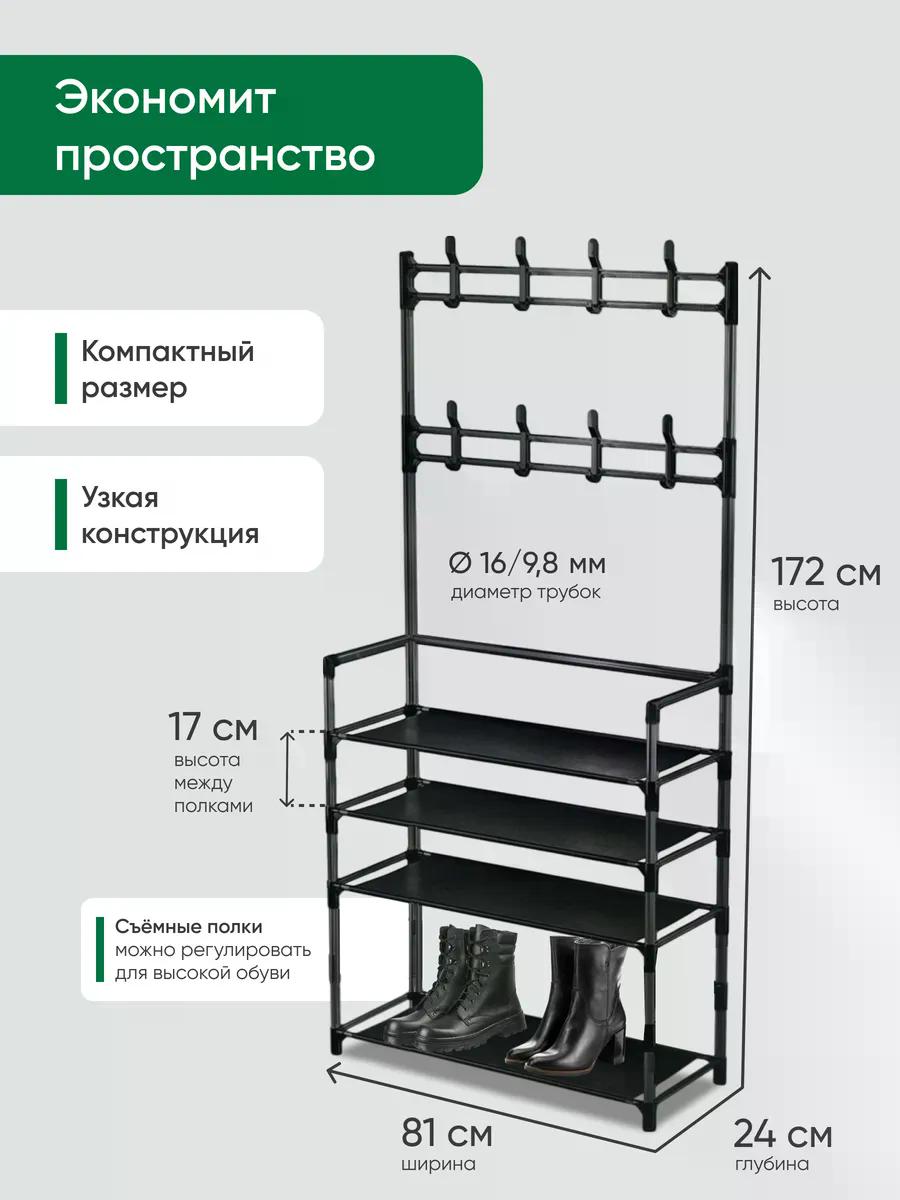 Экономит
пространство
Компактный
размер
Узкая
конструкция
Ø 16/9,8 мм
диаметр трубок
172 см
высота
17 см
высота
между
полками
Съёмные полки
можно регулировать
для высокой обуви
81 см
ширина
24 см
глубина